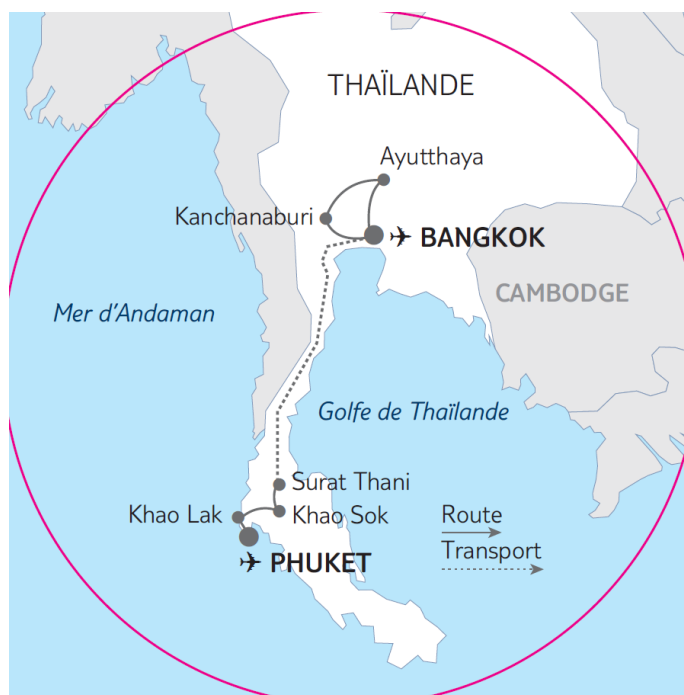 THAÏLANDE
Ayutthaya
Kanchanaburi
✈ BANGKOK
CAMBODGE
Mer d'Andaman
Golfe de Thaïlande
Surat Thani
Khao Lak
Khao Sok
Route
Transport
✈ PHUKET